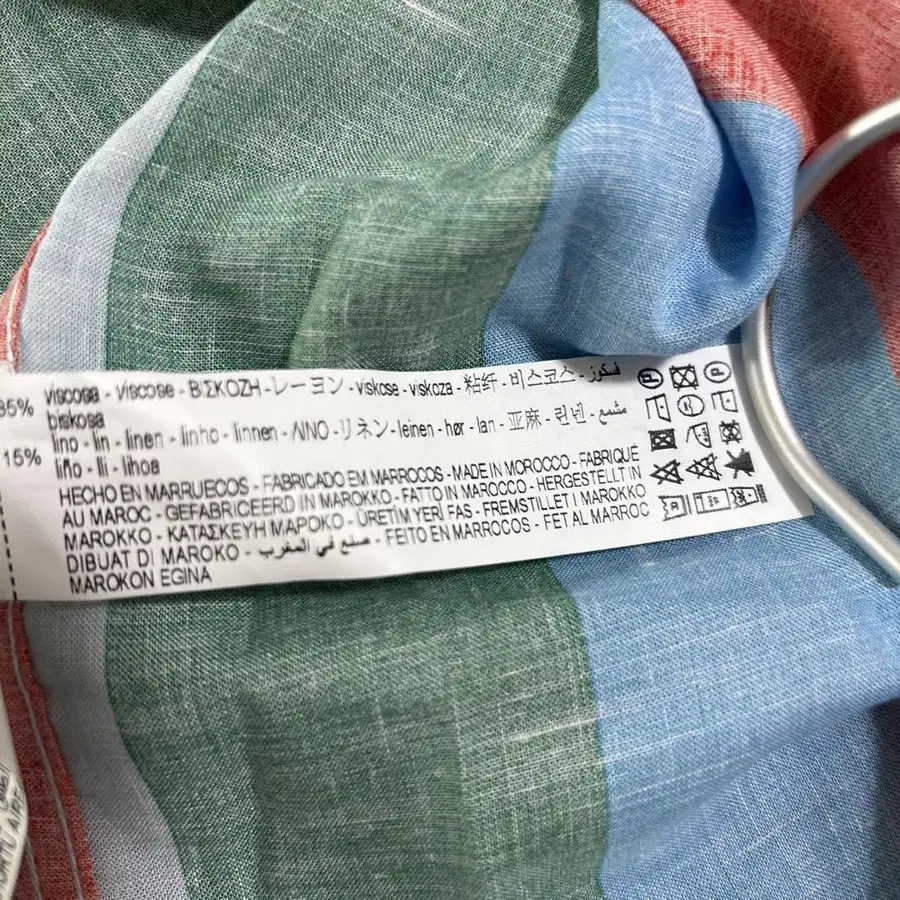 85% viscosa - viscose - ΒΙΣΚΟΖΗ - レーヨン - viskose - viskoza - 粘纤 - 비스코스 - فسكوز
biskosa
15% lino - lin - linen - linho - linnen - ΛΙΝΟ - リネン - leinen - hør - lan - 亚麻 - 린넨 - مشمع
liño - lli - lihoa
HECHO EN MARRUECOS - FABRICADO EM MARROCOS - MADE IN MOROCCO - FABRIQUÉ
AU MAROC - GEFABRICEERD IN MAROKKO - FATTO IN MAROCCO - HERGESTELLT IN
MAROKKO - ΚΑΤΑΣΚΕΥΗ ΜΑΡΟΚΟ - ÜRETİM YERİ FAS - FREMSTILLET I MAROKKO
DIBUAT DI MAROKO - صنع في المغرب - FEITO EN MARROCOS - FET AL MARROC
MAROKON EGINA